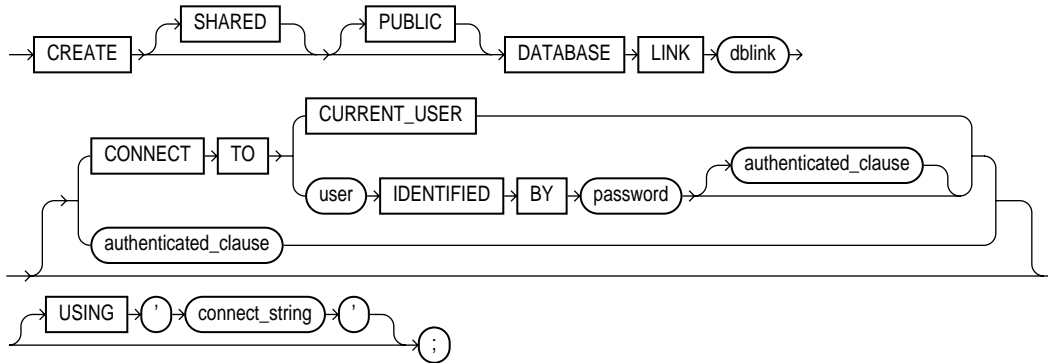 SHARED PUBLIC
CREATE DATABASE LINK dblink
CURRENT_USER
CONNECT TO authenticated_clause
user IDENTIFIED BY password
authenticated_clause
USING ' connect_string '
;